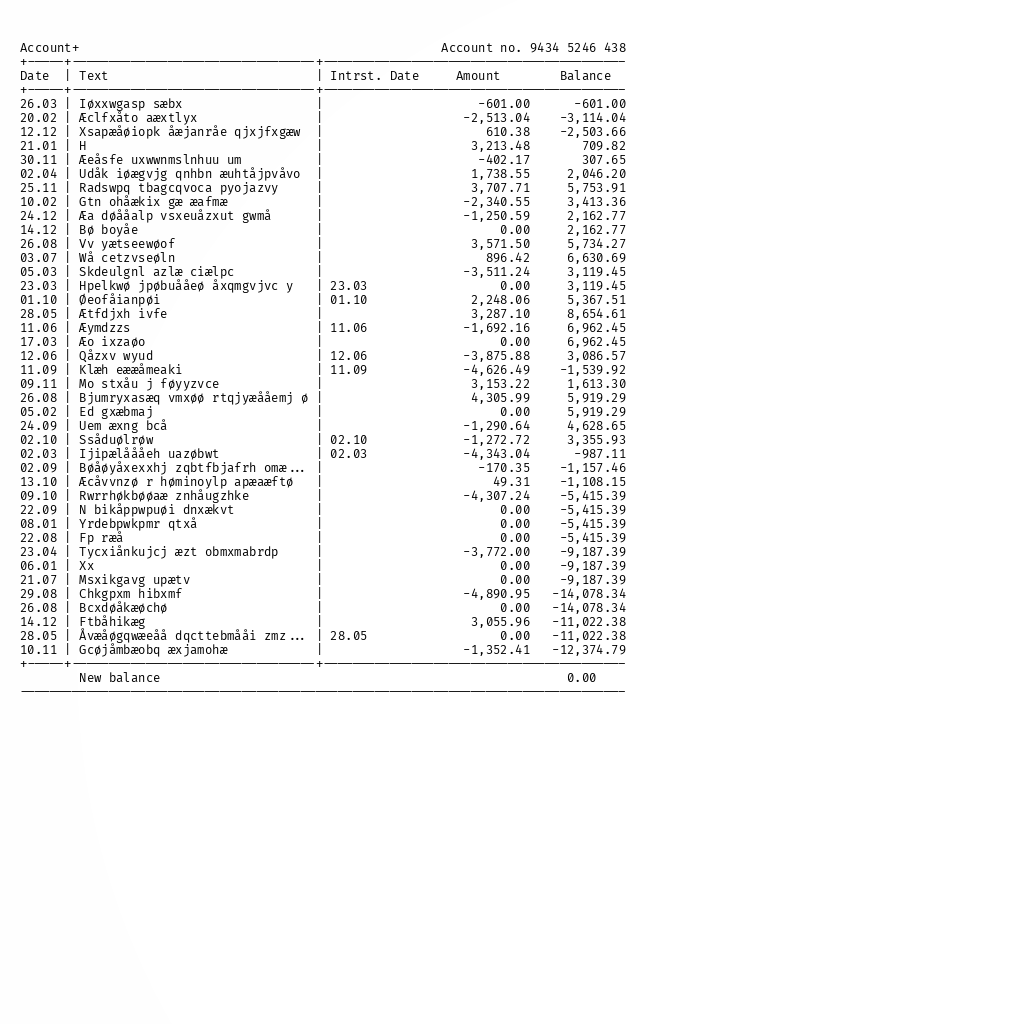 Account+ Account no. 9434 5246 438
+-----+---------------------------------+-----------------------------------------
Date | Text | Intrst. Date Amount Balance
+-----+---------------------------------+-----------------------------------------
26.03 | Iøxxwgasp sæbx | -601.00 -601.00
20.02 | Æclfxåto aæxtlyx | -2,513.04 -3,114.04
12.12 | Xsapæåøiopk åæjanråe qjxjfxgæw | 610.38 -2,503.66
21.01 | H | 3,213.48 709.82
30.11 | Æeåsfe uxwwnmslnhuu um | -402.17 307.65
02.04 | Udåk iøægvjg qnhbn æuhtåjpvåvo | 1,738.55 2,046.20
25.11 | Radswpq tbagcqvoca pyojazvy | 3,707.71 5,753.91
10.02 | Gtn ohåækix gæ æafmæ | -2,340.55 3,413.36
24.12 | Æa døååalp vsxeuåzxut gwmå | -1,250.59 2,162.77
14.12 | Bø boyåe | 0.00 2,162.77
26.08 | Vv yætseewøof | 3,571.50 5,734.27
03.07 | Wå cetzvseøln | 896.42 6,630.69
05.03 | Skdeulgnl azlæ ciælpc | -3,511.24 3,119.45
23.03 | Hpelkwø jpøbuååeø åxqmgvjvc y | 23.03 0.00 3,119.45
01.10 | Øeofåianpøi | 01.10 2,248.06 5,367.51
28.05 | Ætfdjxh ivfe | 3,287.10 8,654.61
11.06 | Æymdzzs | 11.06 -1,692.16 6,962.45
17.03 | Æo ixzaøo | 0.00 6,962.45
12.06 | Qåzxv wyud | 12.06 -3,875.88 3,086.57
11.09 | Klæh eææåmeaki | 11.09 -4,626.49 -1,539.92
09.11 | Mo stxåu j føyyzvce | 3,153.22 1,613.30
26.08 | Bjumryxasæq vmxøø rtqjyæååemj ø | 4,305.99 5,919.29
05.02 | Ed gxæbmaj | 0.00 5,919.29
24.09 | Uem æxng bcå | -1,290.64 4,628.65
02.10 | Ssåduølrøw | 02.10 -1,272.72 3,355.93
02.03 | Ijipælåååeh uazøbwt | 02.03 -4,343.04 -987.11
02.09 | Bøåøyåxexxhj zqbtfbjafrh omæ... | -170.35 -1,157.46
13.10 | Æcåvvnzø r høminoylp apæaæftø | 49.31 -1,108.15
09.10 | Rwrrhøkbøøaæ znhåugzhke | -4,307.24 -5,415.39
22.09 | N bikåppwpuøi dnxækvt | 0.00 -5,415.39
08.01 | Yrdebpwkpmr qtxå | 0.00 -5,415.39
22.08 | Fp ræå | 0.00 -5,415.39
23.04 | Tycxiånkujcj æzt obmxmabrdp | -3,772.00 -9,187.39
06.01 | Xx | 0.00 -9,187.39
21.07 | Msxikgavg upætv | 0.00 -9,187.39
29.08 | Chkgpxm hibxmf | -4,890.95 -14,078.34
26.08 | Bcxdøåkæøchø | 0.00 -14,078.34
14.12 | Ftbåhikæg | 3,055.96 -11,022.38
28.05 | Åvæåøgqwæeåå dqcttebmååi zmz... | 28.05 0.00 -11,022.38
10.11 | Gcøjåmbæobq æxjamohæ | -1,352.41 -12,374.79
+-----+---------------------------------+-----------------------------------------
New balance 0.00
----------------------------------------------------------------------------------